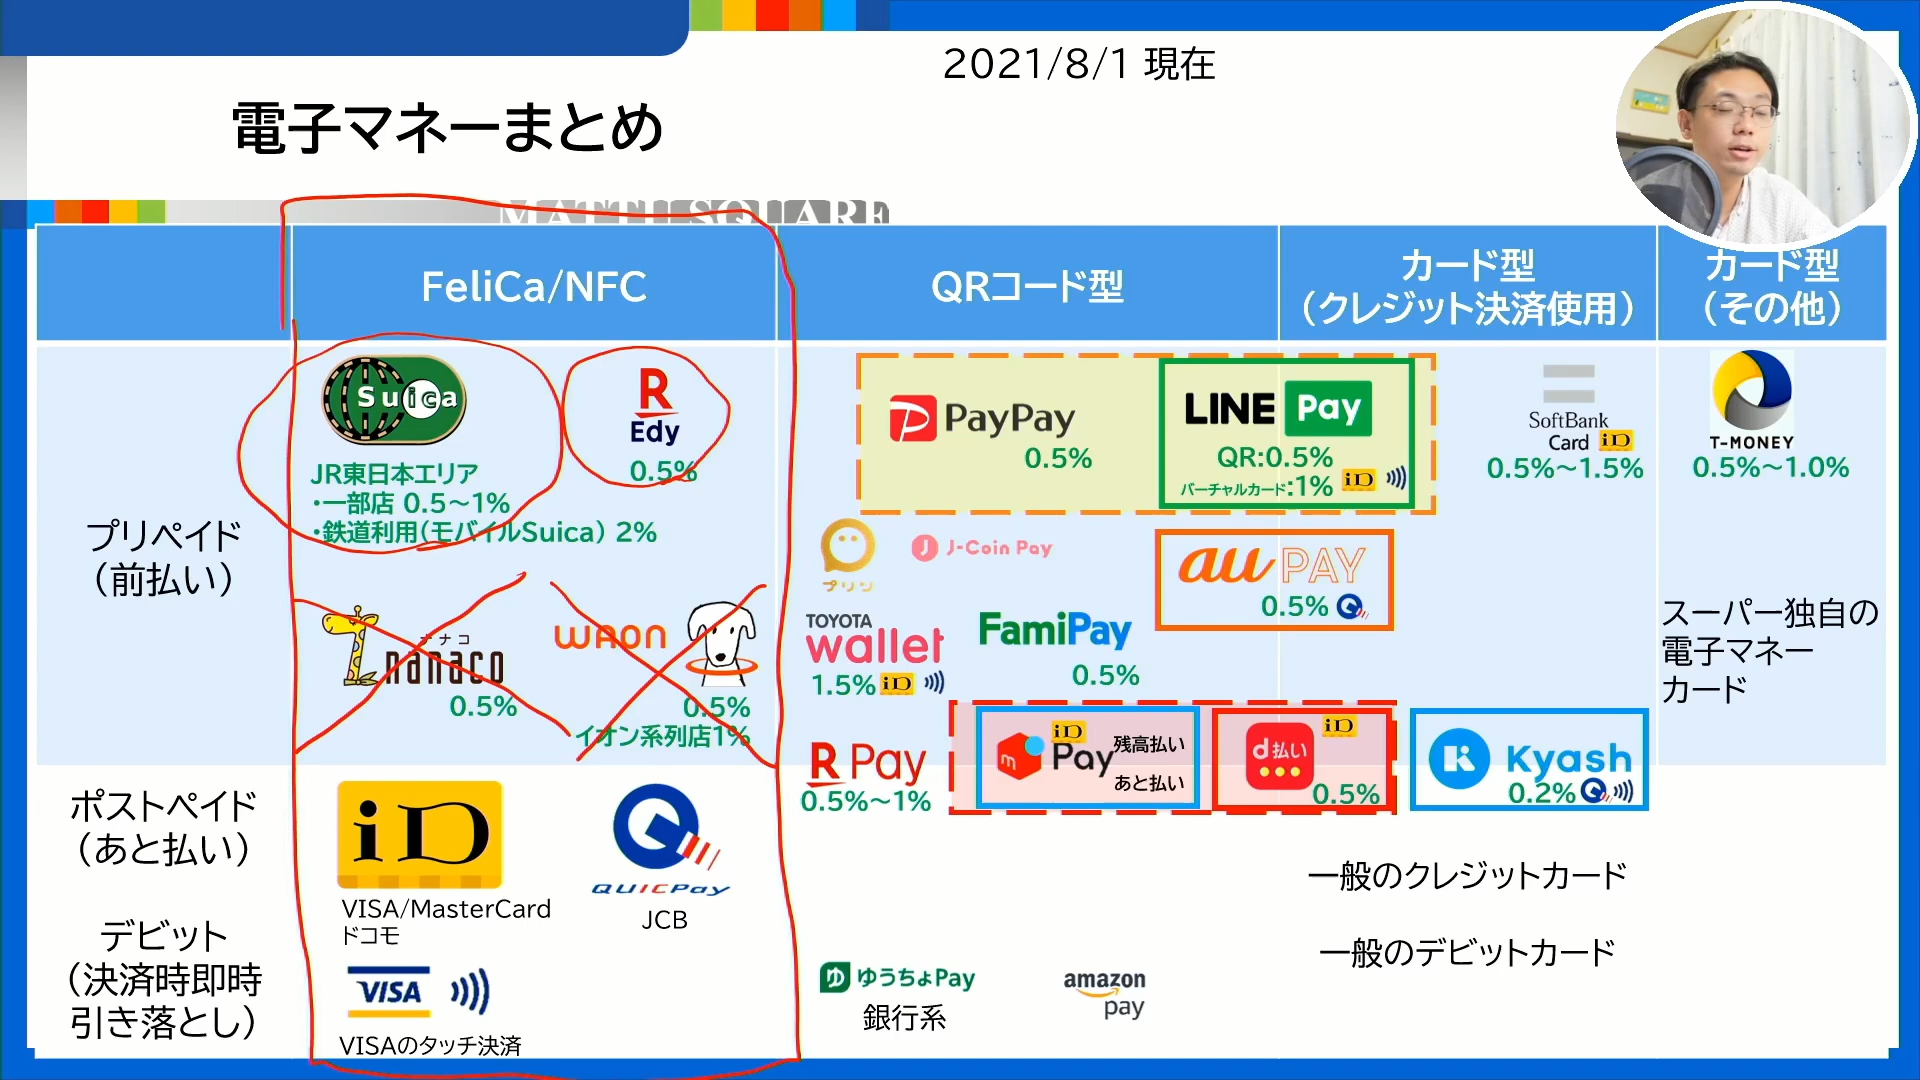 2021/8/1 現在
電子マネーまとめ
MATTI SQUARE
FeliCa/NFC
QRコード型
カード型
（クレジット決済使用）
カード型
（その他）
プリペイド
（前払い）
Suica
JR東日本エリア
・一部店 0.5～1%
・鉄道利用（モバイルSuica） 2%
R
Edy
0.5%
ナナコ
nanaco
0.5%
WAON
0.5%
イオン系列店1%
PayPay
0.5%
LINE Pay
QR:0.5%
バーチャルカード:1% iD
プリン
J-Coin Pay
au PAY
0.5%
TOYOTA
wallet
1.5% iD
FamiPay
0.5%
R Pay
0.5%～1%
iD
m Pay 残高払い
あと払い
iD
d払い
0.5%
Kyash
0.2%
SoftBank
Card iD
0.5%～1.5%
T-MONEY
0.5%～1.0%
スーパー独自の
電子マネー
カード
ポストペイド
（あと払い）
iD
VISA/MasterCard
ドコモ
QUICPay
JCB
一般のクレジットカード
デビット
（決済時即時
引き落とし）
VISA
VISAのタッチ決済
ゆ ゆうちょPay
銀行系
amazon
pay
一般のデビットカード